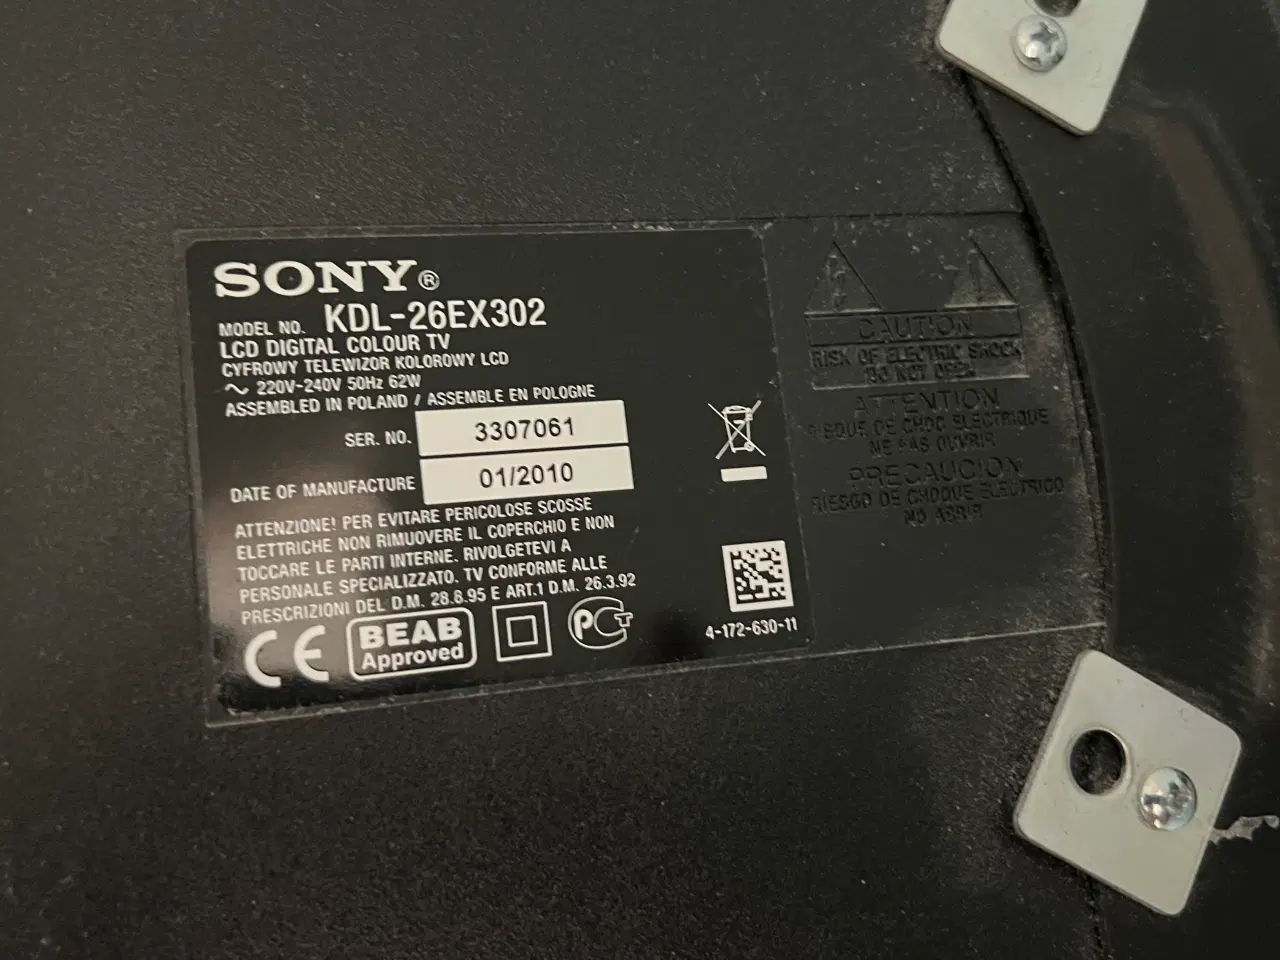 SONY®
MODEL NO. KDL-26EX302
LCD DIGITAL COLOUR TV
CYFROWY TELEWIZOR KOLOROWY LCD
~ 220V-240V 50Hz 62W
ASSEMBLED IN POLAND / ASSEMBLE EN POLOGNE
SER. NO. 3307061
DATE OF MANUFACTURE 01/2010
ATTENZIONE! PER EVITARE PERICOLOSE SCOSSE
ELETTRICHE NON RIMUOVERE IL COPERCHIO E NON
TOCCARE LE PARTI INTERNE. RIVOLGETEVI A
PERSONALE SPECIALIZZATO. TV CONFORME ALLE
PRESCRIZIONI DEL D.M. 28.8.95 E ART.1 D.M. 26.3.92
CE
BEAB
Approved
PCT
4-172-630-11
CAUTION
RISK OF ELECTRIC SHOCK
DO NOT OPEN
ATTENTION
RISQUE DE CHOC ELECTRIQUE
NE PAS OUVRIR
PRECAUCION
RIESGO DE CHOQUE ELECTRICO
NO ABRIR